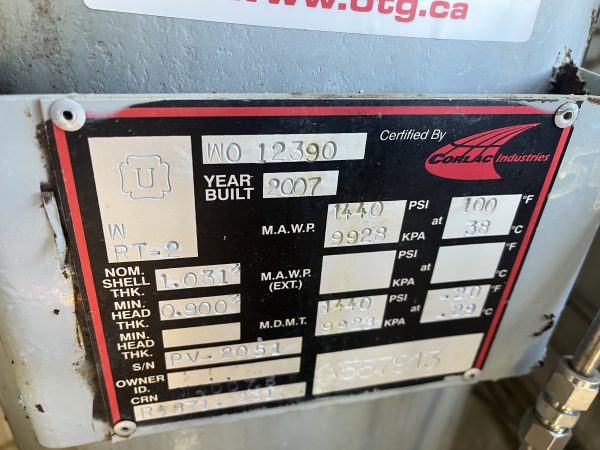 www.otg.ca
Certified By
CORLAC Industries
U
W
RT-2
WO 12390
YEAR BUILT 2007
M.A.W.P. 1440 PSI at 100 °F
9928 KPA 38 °C
M.A.W.P. (EXT.) PSI at °F
KPA °C
M.D.M.T. 1440 PSI at -20 °F
9928 KPA -29 °C
NOM. SHELL THK. 1.031"
MIN. HEAD THK. 0.900"
MIN. HEAD THK.
S/N PV-2051
OWNER ID.
CRN